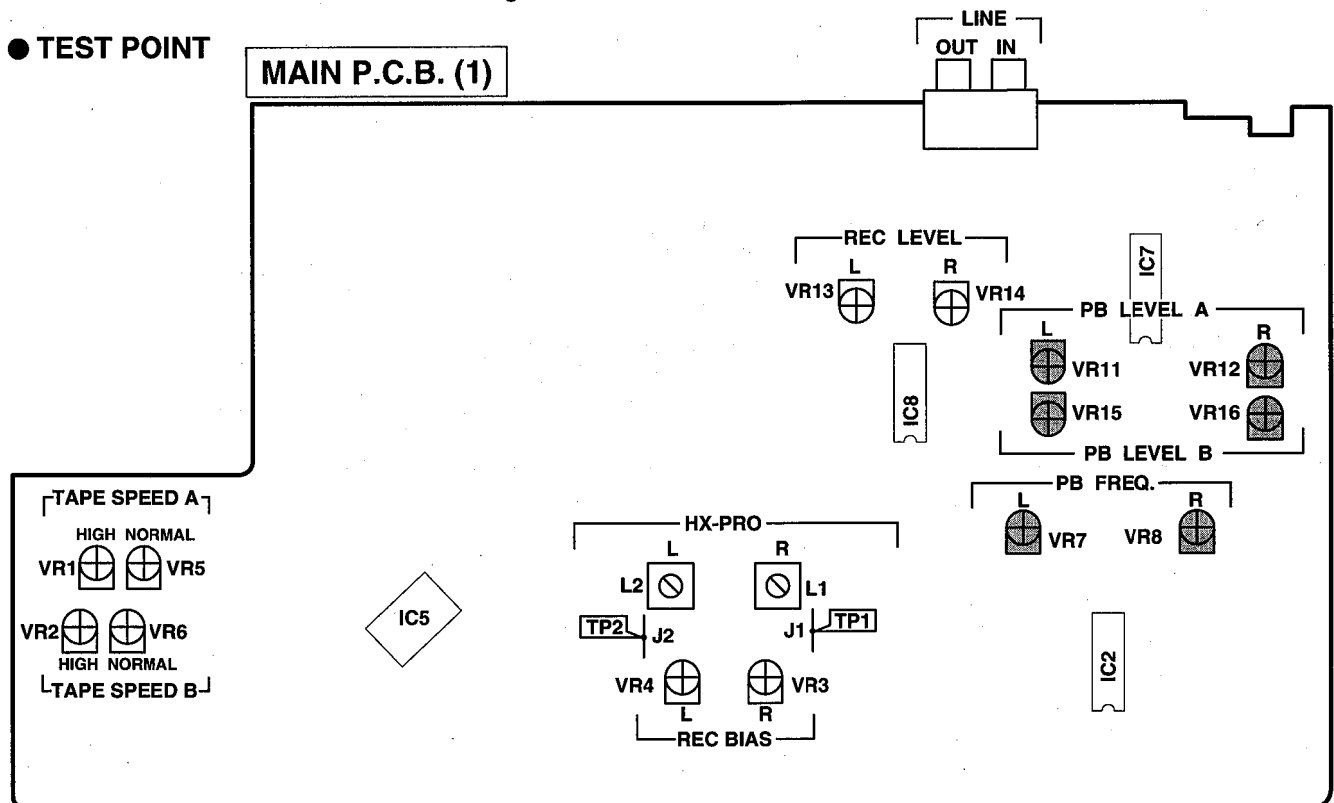 ● TEST POINT
MAIN P.C.B. (1)
LINE
OUT IN
REC LEVEL
L R
VR13 VR14
IC7
PB LEVEL A
L R
VR11 VR12
VR15 VR16
PB LEVEL B
IC8
PB FREQ.
L R
VR7 VR8
TAPE SPEED A
HIGH NORMAL
VR1 VR5
VR2 VR6
HIGH NORMAL
TAPE SPEED B
IC5
HX-PRO
L R
L2 L1
TP2 J2 J1 TP1
VR4 VR3
L R
REC BIAS
IC2